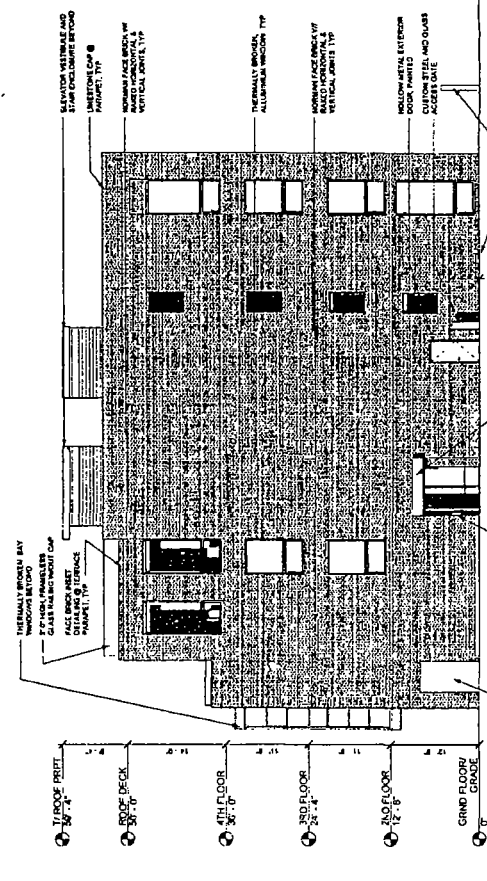 ELEVATOR VESTIBULE AND
STAIR ENCLOSURE BEYOND
LIMESTONE CAP @
PARAPET, TYP
NORMAN FACE BRICK W/
RAKED HORIZONTAL &
VERTICAL JOINTS, TYP
THERMALLY BROKEN,
ALLUMINUM WINDOW, TYP
NORMAN FACE BRICK W/
RAKED HORIZONTAL &
VERTICAL JOINTS, TYP
HOLLOW METAL EXTERIOR
DOOR, PAINTED
CUSTOM STEEL AND GLASS
ACCESS GATE
THERMALLY BROKEN BAY
WINDOWS BEYOND
GLASS RAILING W/OUT CAP
FACE BRICK INSET
DETAILING @ TERRACE
PARAPET, TYP
T/ ROOF PRPT
ROOF DECK
50' - 0"
4TH FLOOR
3RD FLOOR
24' - 4"
2ND FLOOR
12' - 8"
GRND FLOOR/
GRADE
0"